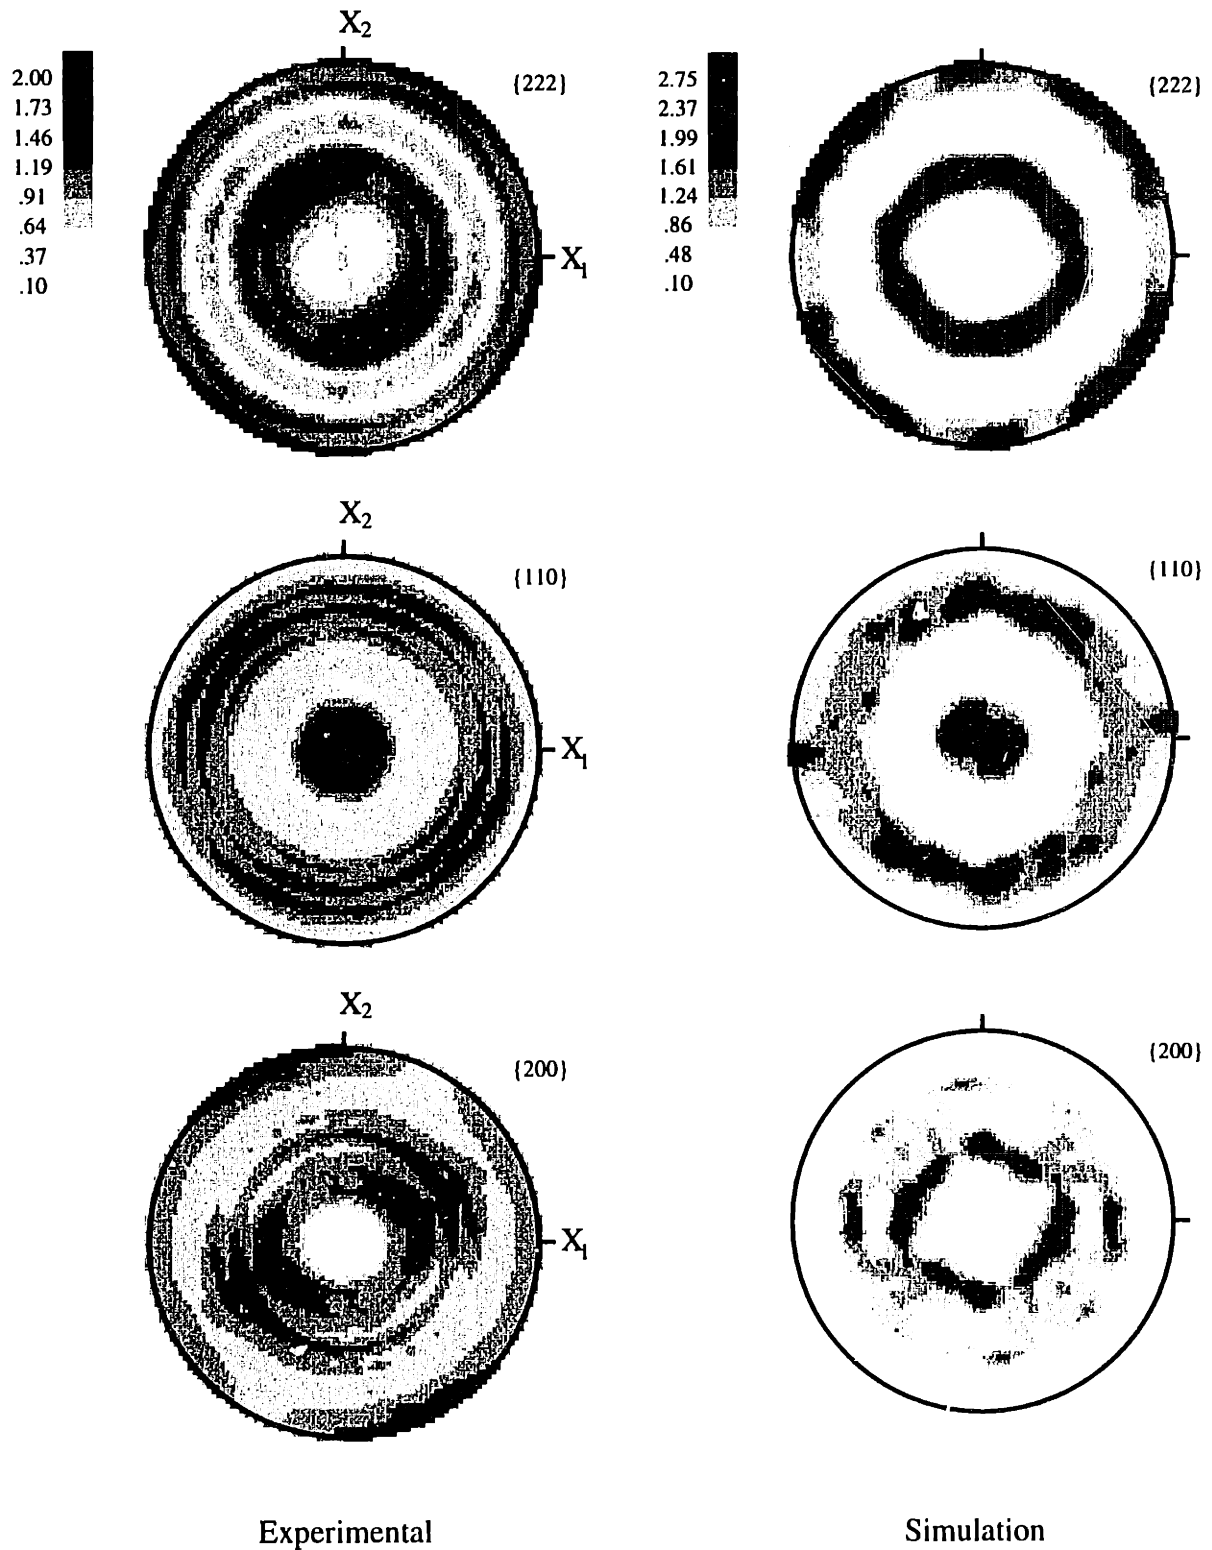 X2
2.00
1.73
1.46
1.19
.91
.64
.37
.10
{222}
X1
2.75
2.37
1.99
1.61
1.24
.86
.48
.10
{222}
X2
{110}
X1
{110}
X2
{200}
X1
{200}
Experimental
Simulation